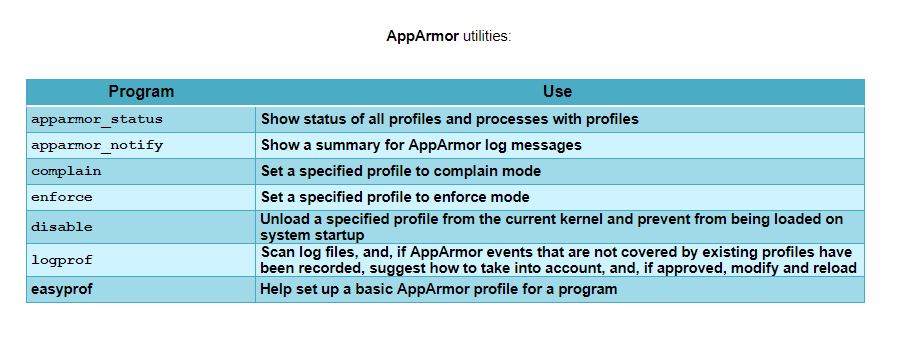 AppArmor utilities:
Program Use
apparmor_status Show status of all profiles and processes with profiles
apparmor_notify Show a summary for AppArmor log messages
complain Set a specified profile to complain mode
enforce Set a specified profile to enforce mode
disable Unload a specified profile from the current kernel and prevent from being loaded on
system startup
logprof Scan log files, and, if AppArmor events that are not covered by existing profiles have
been recorded, suggest how to take into account, and, if approved, modify and reload
easyprof Help set up a basic AppArmor profile for a program